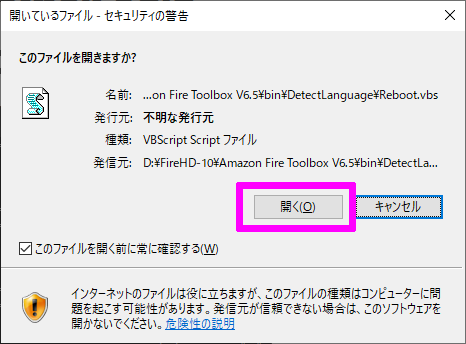 開いているファイル - セキュリティの警告
このファイルを開きますか?
名前: ...on Fire Toolbox V6.5¥bin¥DetectLanguage¥Reboot.vbs
発行元: 不明な発行元
種類: VBScript Script ファイル
発信元: D:¥FireHD-10¥Amazon Fire Toolbox V6.5¥bin¥DetectLa...
開く(O) キャンセル
このファイルを開く前に常に確認する(W)
インターネットのファイルは役に立ちますが、このファイルの種類はコンピューターに問
題を起こす可能性があります。発信元が信頼できない場合は、このソフトウェアを
開かないでください。危険性の説明